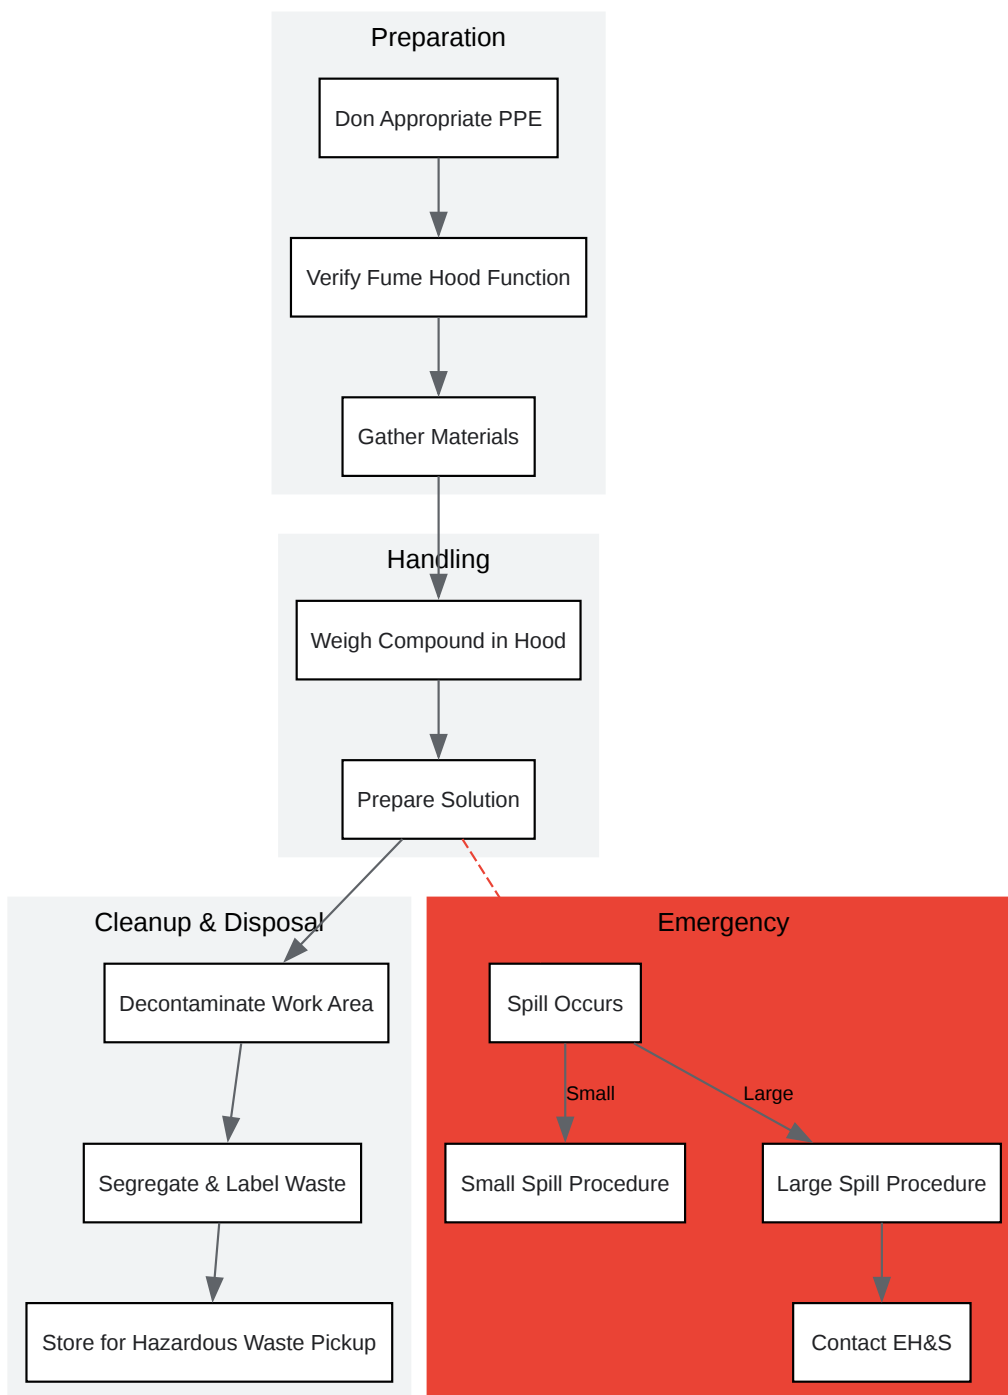 Preparation
Don Appropriate PPE
Verify Fume Hood Function
Gather Materials
Handling
Weigh Compound in Hood
Prepare Solution
Cleanup & Disposal
Decontaminate Work Area
Segregate & Label Waste
Store for Hazardous Waste Pickup
Emergency
Spill Occurs
Small
Large
Small Spill Procedure
Large Spill Procedure
Contact EH&S